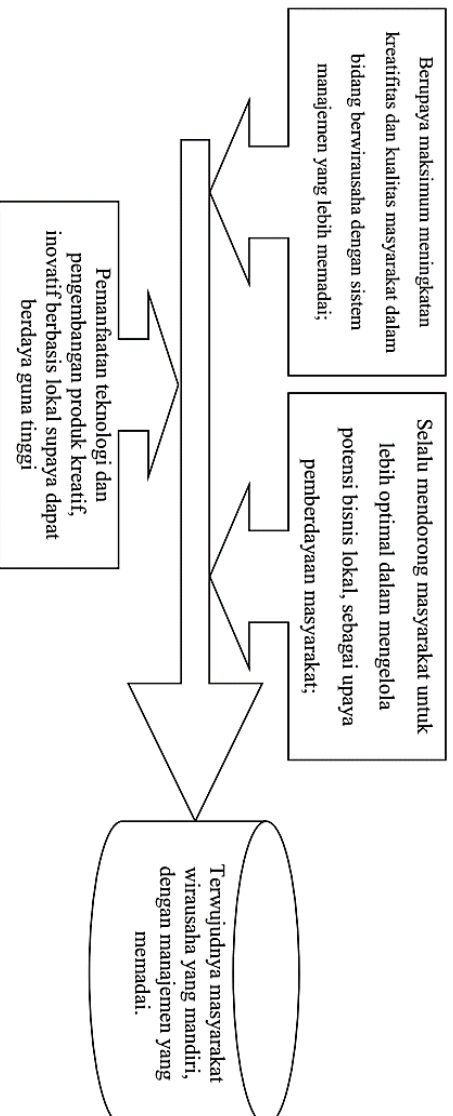 Berupaya maksimum meningkatan
kreatifitas dan kualitas masyarakat dalam
bidang berwirausaha dengan sistem
manajemen yang lebih memadai;
Selalu mendorong masyarakat untuk
lebih optimal dalam mengelola
potensi bisnis lokal, sebagai upaya
pemberdayaan masyarakat;
Pemanfaatan teknologi dan
pengembangan produk kreatif,
inovatif berbasis lokal supaya dapat
berdaya guna tinggi
Terwujudnya masyarakat
wirausaha yang mandiri,
dengan manajemen yang
memadai.